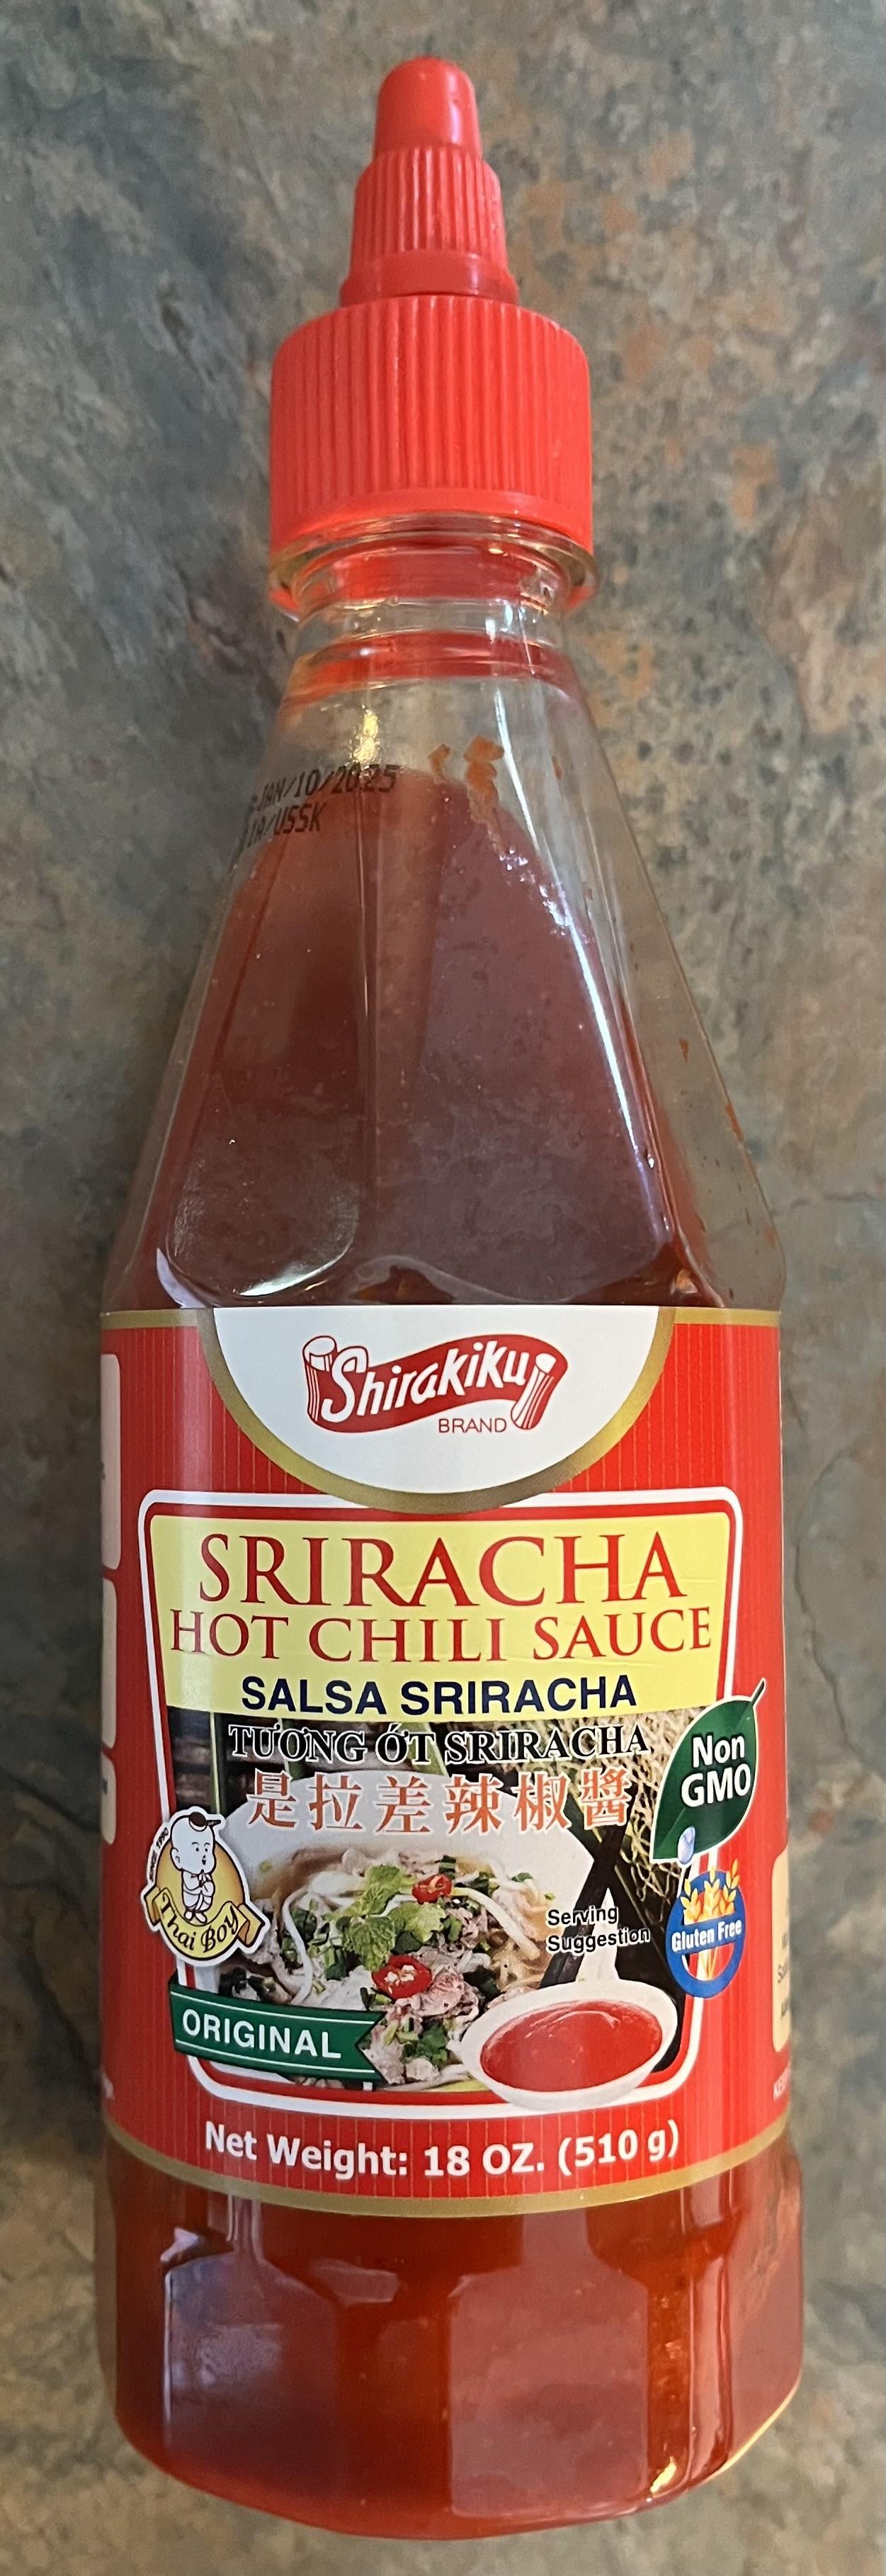 JAN/10/2025
1A/USSK
Shirakiku
BRAND
SRIRACHA
HOT CHILI SAUCE
SALSA SRIRACHA
TƯƠNG ỚT SRIRACHA
是拉差辣椒醬
Non
GMO
Thai Boy
Serving
Suggestion
Gluten Free
ORIGINAL
Net Weight: 18 OZ. (510 g)